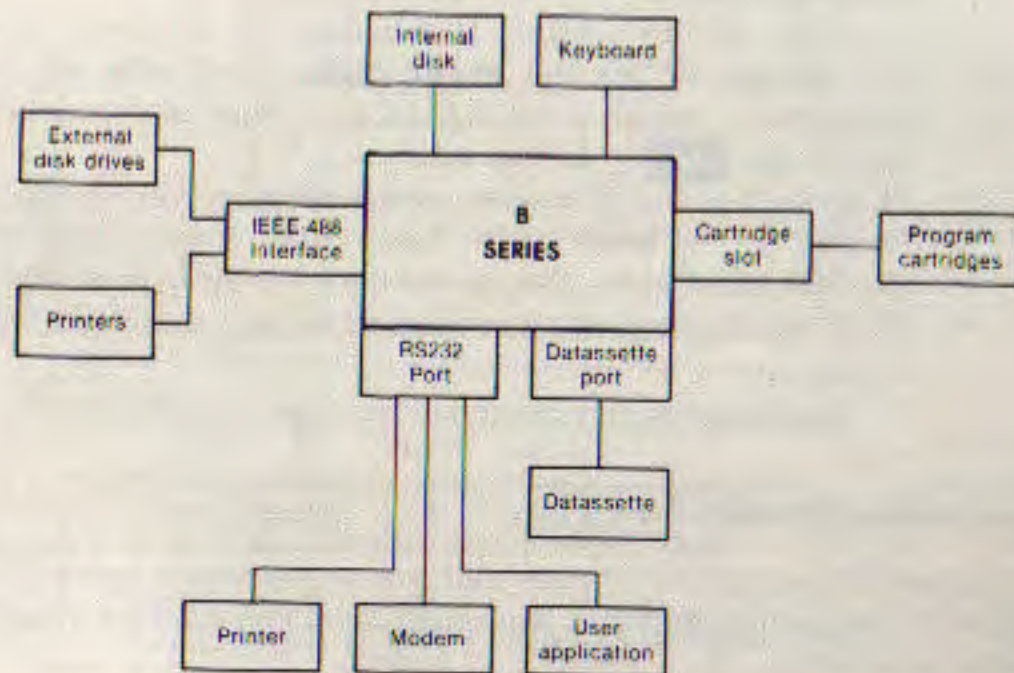 Internal
disk
Keyboard
External
disk drives
IEEE-488
Interface
B
SERIES
Cartridge
slot
Program
cartridges
Printers
RS232
Port
Datassette
port
Datassette
Printer
Modem
User
application